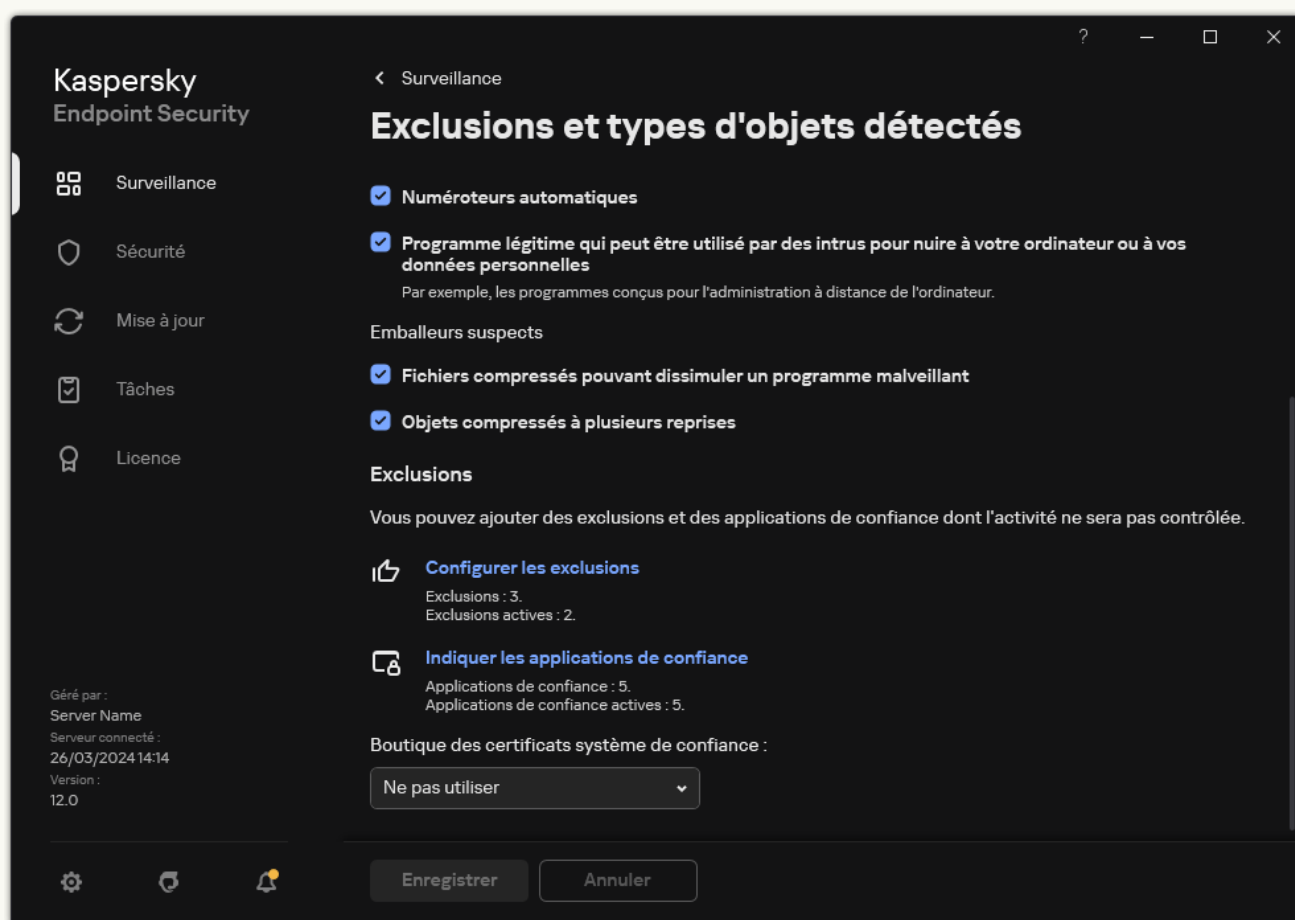 ?
Kaspersky
Endpoint Security
Surveillance
Sécurité
Mise à jour
Tâches
Licence
Géré par :
Server Name
Serveur connecté :
26/03/2024 14:14
Version :
12.0
Surveillance
Exclusions et types d'objets détectés
Numéroteurs automatiques
Programme légitime qui peut être utilisé par des intrus pour nuire à votre ordinateur ou à vos
données personnelles
Par exemple, les programmes conçus pour l'administration à distance de l'ordinateur.
Emballeurs suspects
Fichiers compressés pouvant dissimuler un programme malveillant
Objets compressés à plusieurs reprises
Exclusions
Vous pouvez ajouter des exclusions et des applications de confiance dont l'activité ne sera pas contrôlée.
Configurer les exclusions
Exclusions : 3.
Exclusions actives : 2.
Indiquer les applications de confiance
Applications de confiance : 5.
Applications de confiance actives : 5.
Boutique des certificats système de confiance :
Ne pas utiliser
Enregistrer
Annuler